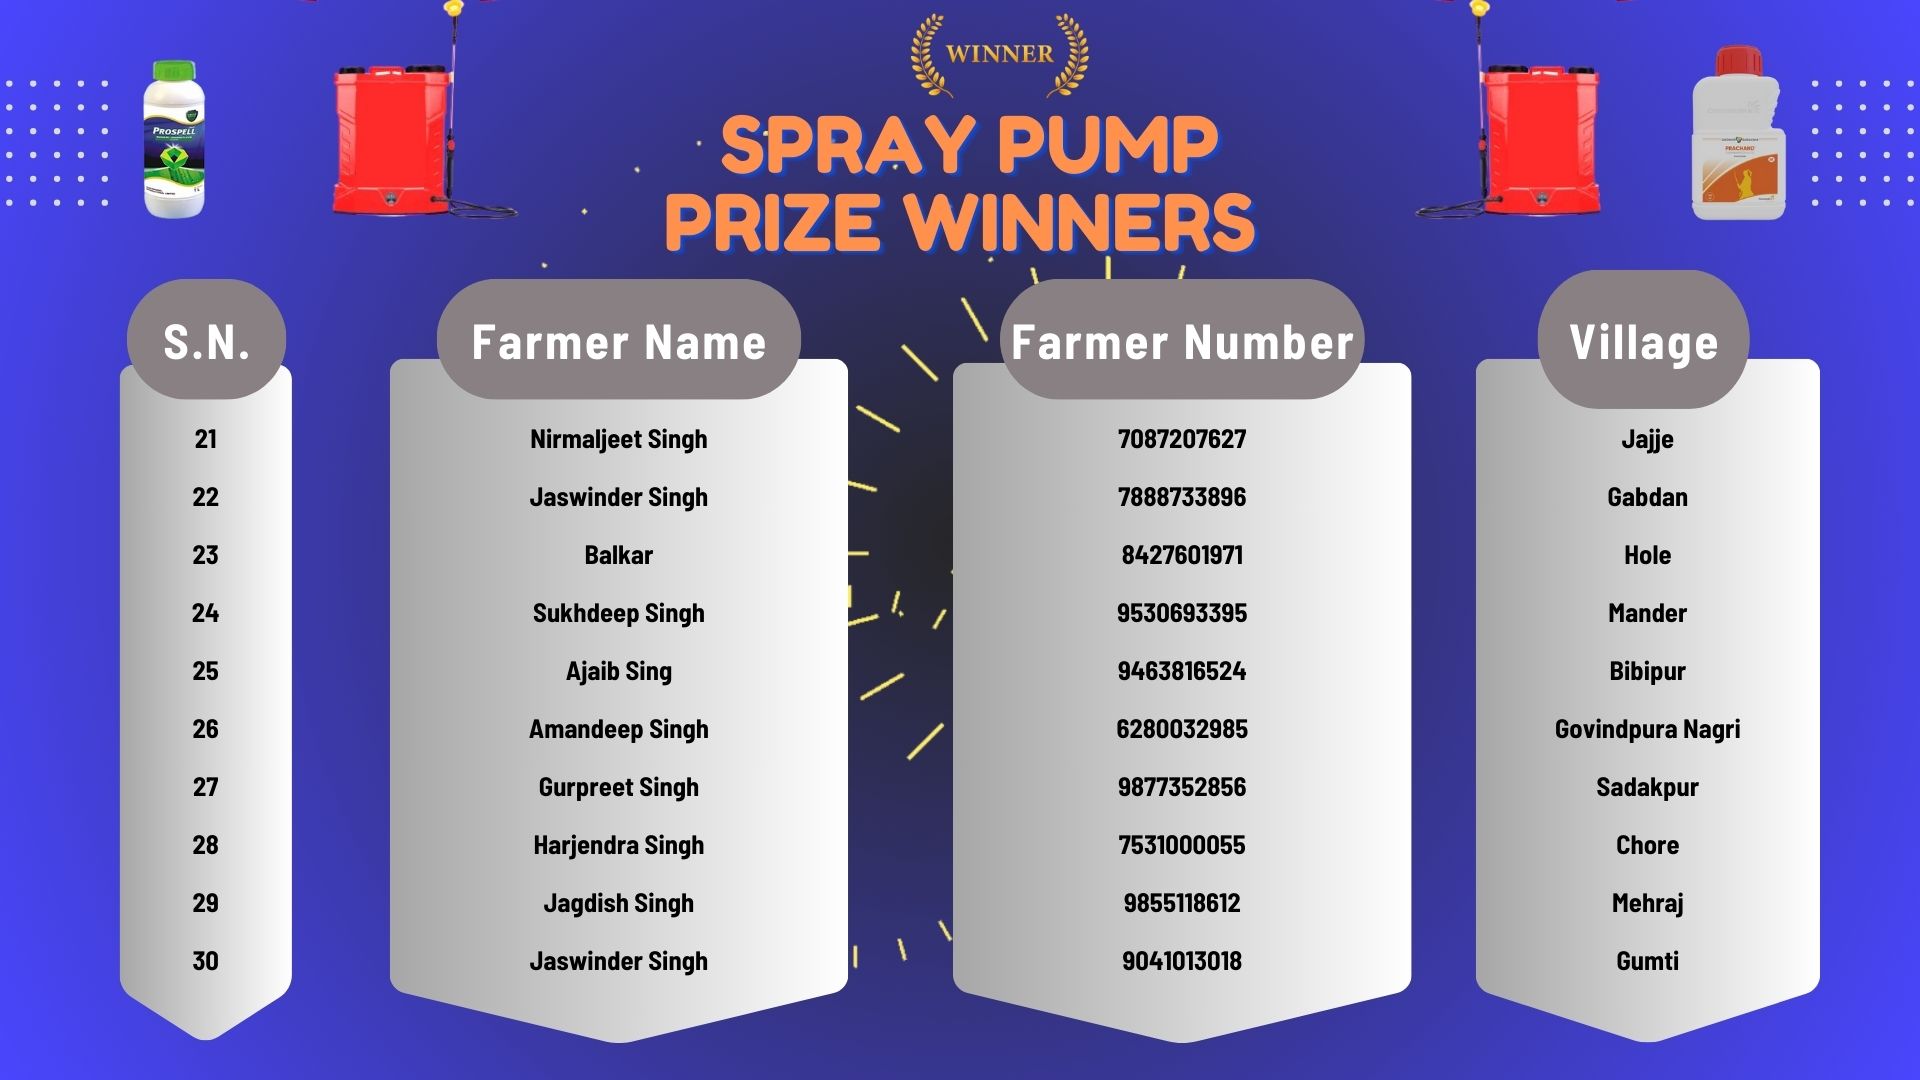 WINNER
SPRAY PUMP
PRIZE WINNERS
PROSPELL
PRACHAND
S.N. Farmer Name Farmer Number Village
21 Nirmaljeet Singh 7087207627 Jajje
22 Jaswinder Singh 7888733896 Gabdan
23 Balkar 8427601971 Hole
24 Sukhdeep Singh 9530693395 Mander
25 Ajaib Sing 9463816524 Bibipur
26 Amandeep Singh 6280032985 Govindpura Nagri
27 Gurpreet Singh 9877352856 Sadakpur
28 Harjendra Singh 7531000055 Chore
29 Jagdish Singh 9855118612 Mehraj
30 Jaswinder Singh 9041013018 Gumti